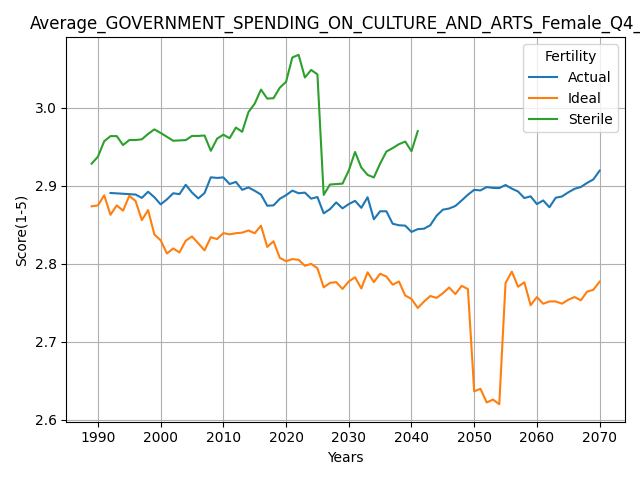 Average_GOVERNMENT_SPENDING_ON_CULTURE_AND_ARTS_Female_Q4_
Fertility
Actual
Ideal
Sterile
Score(1-5)
3.0
2.9
2.8
2.7
2.6
1990 2000 2010 2020 2030 2040 2050 2060 2070
Years